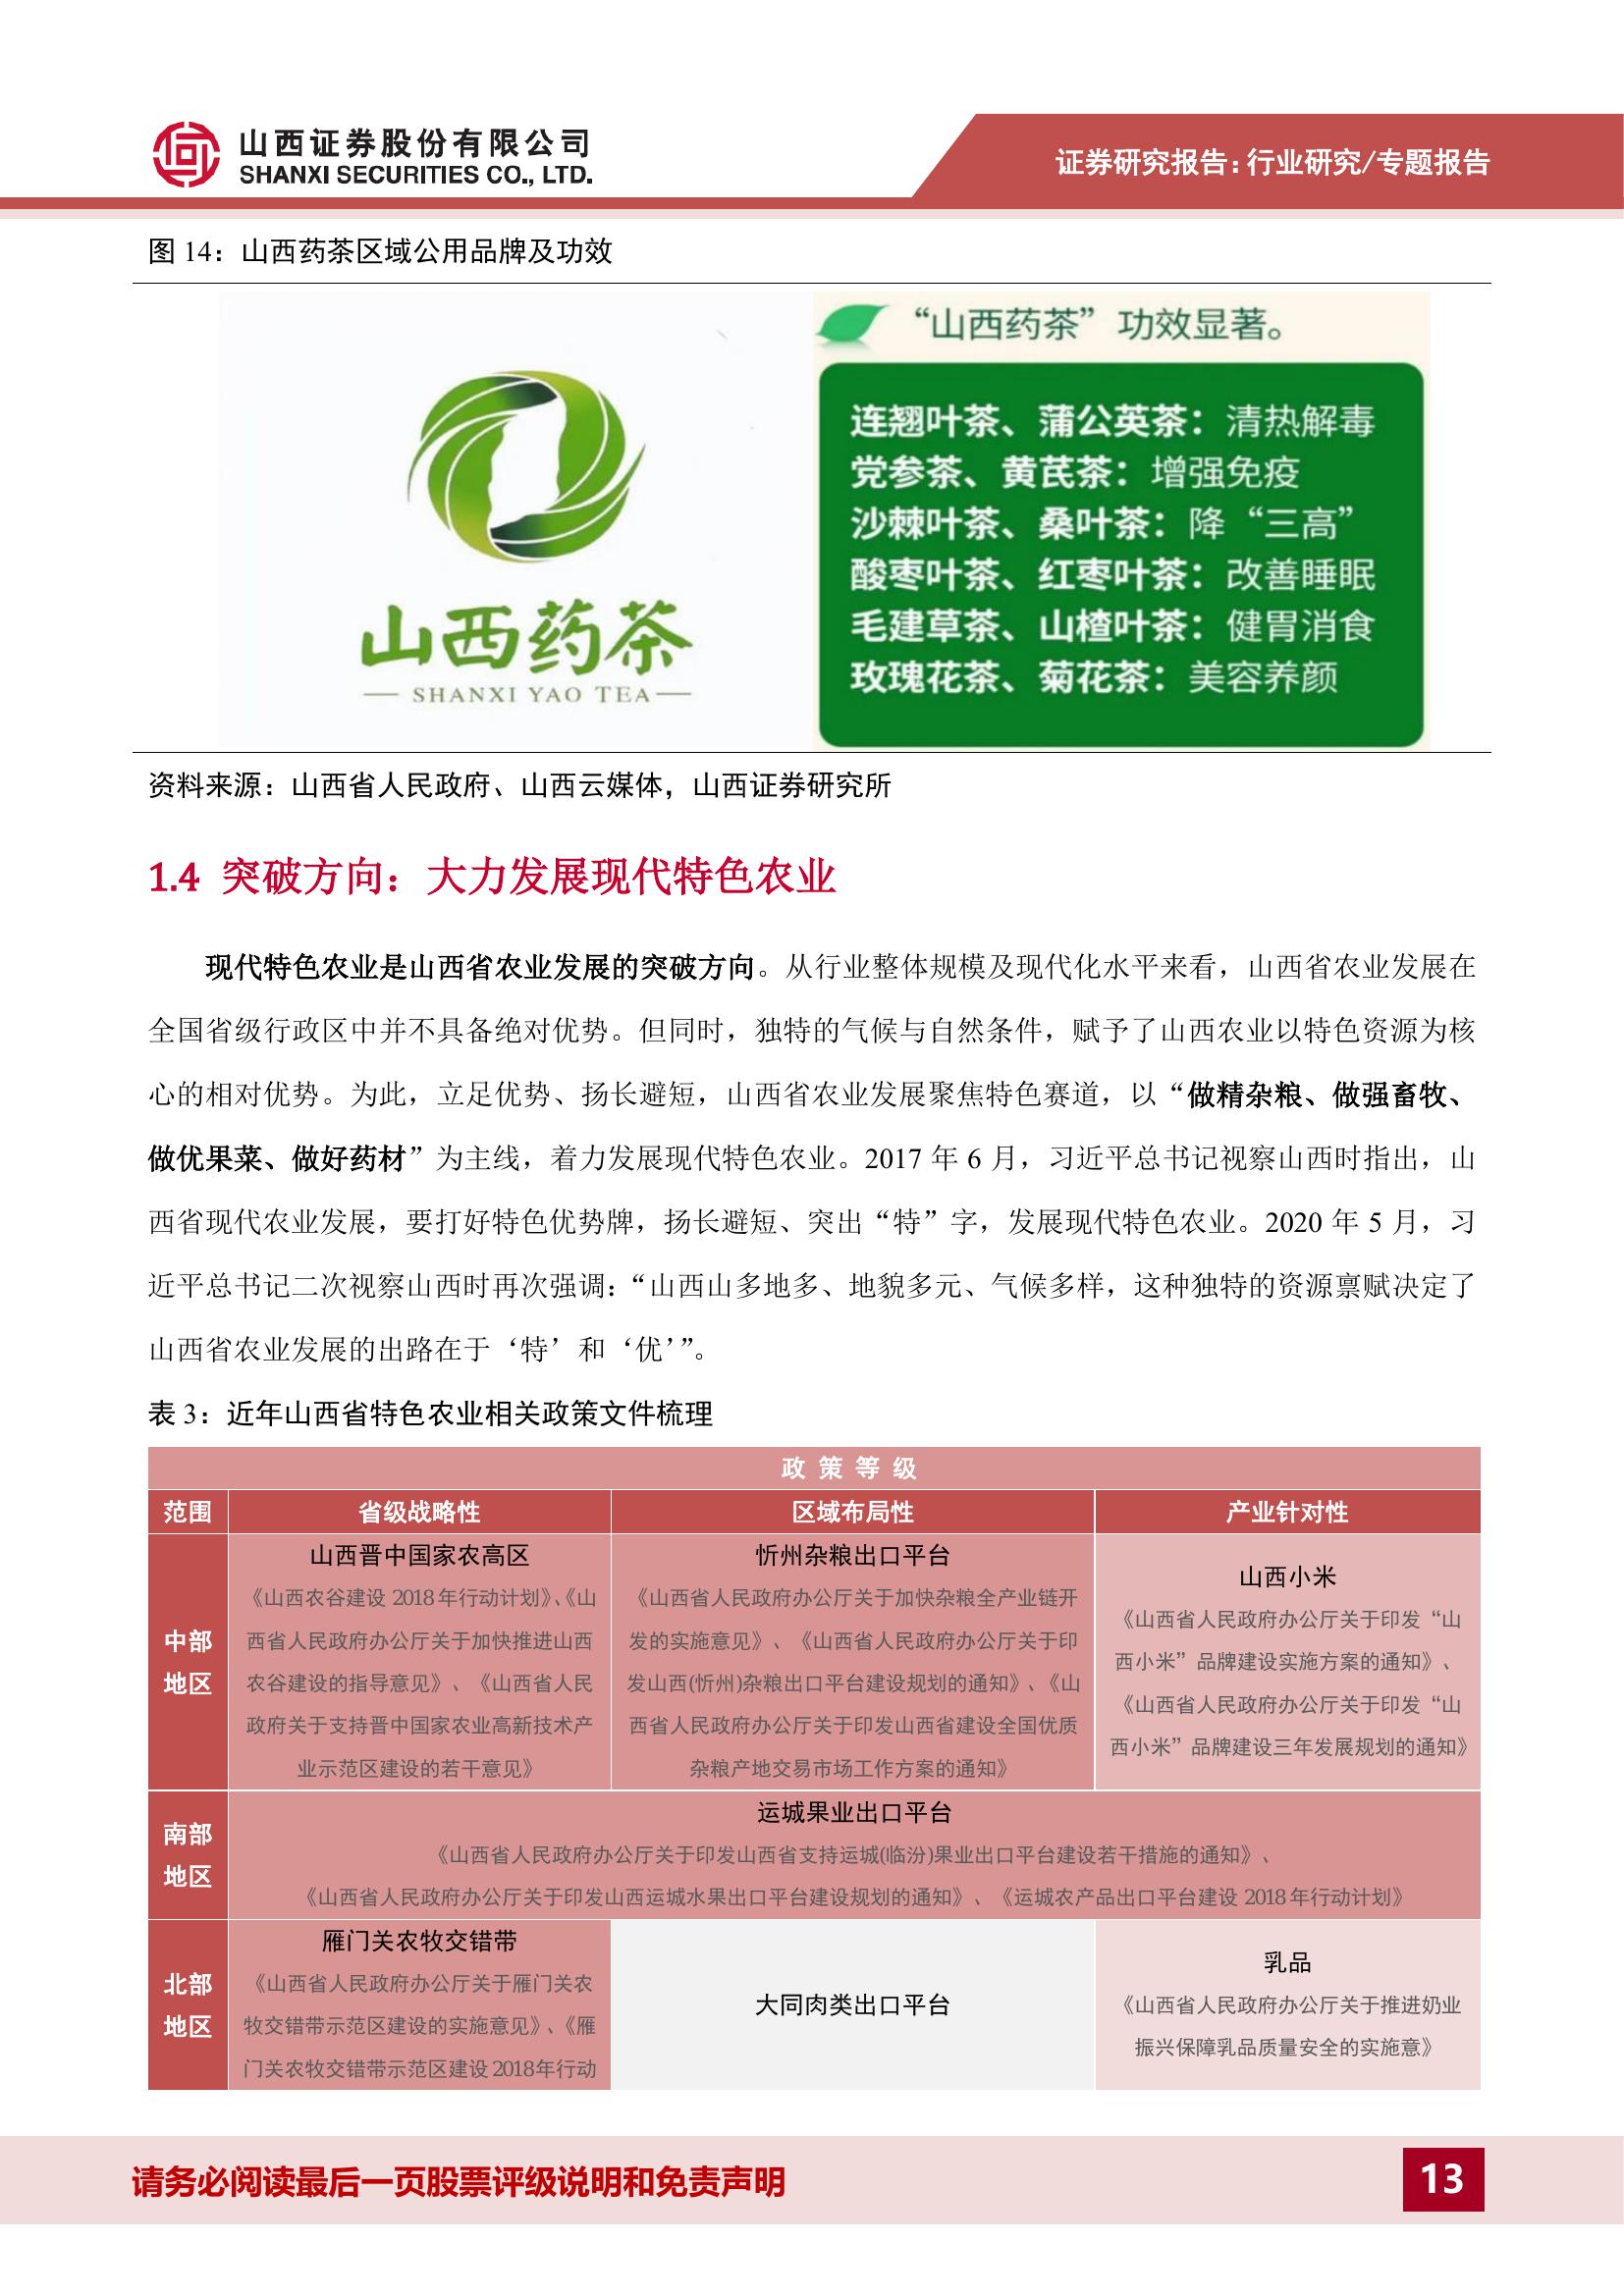 山西证券股份有限公司
SHANXI SECURITIES CO., LTD.
证券研究报告：行业研究/专题报告
图 14：山西药茶区域公用品牌及功效
山西药茶
SHANXI YAO TEA
“山西药茶”功效显著。
连翘叶茶、蒲公英茶：清热解毒
党参茶、黄芪茶：增强免疫
沙棘叶茶、桑叶茶：降“三高”
酸枣叶茶、红枣叶茶：改善睡眠
毛建草茶、山楂叶茶：健胃消食
玫瑰花茶、菊花茶：美容养颜
资料来源：山西省人民政府、山西云媒体，山西证券研究所
1.4 突破方向：大力发展现代特色农业
现代特色农业是山西省农业发展的突破方向。从行业整体规模及现代化水平来看，山西省农业发展在
全国省级行政区中并不具备绝对优势。但同时，独特的气候与自然条件，赋予了山西农业以特色资源为核
心的相对优势。为此，立足优势、扬长避短，山西省农业发展聚焦特色赛道，以“做精杂粮、做强畜牧、
做优果菜、做好药材”为主线，着力发展现代特色农业。2017 年 6 月，习近平总书记视察山西时指出，山
西省现代农业发展，要打好特色优势牌，扬长避短、突出“特”字，发展现代特色农业。2020 年 5 月，习
近平总书记二次视察山西时再次强调：“山西山多地多、地貌多元、气候多样，这种独特的资源禀赋决定了
山西省农业发展的出路在于‘特’和‘优’”。
表 3：近年山西省特色农业相关政策文件梳理
政 策 等 级
范围 省级战略性 区域布局性 产业针对性
中部
地区
山西晋中国家农高区
《山西农谷建设 2018 年行动计划》、《山
西省人民政府办公厅关于加快推进山西
农谷建设的指导意见》、《山西省人民
政府关于支持晋中国家农业高新技术产
业示范区建设的若干意见》
忻州杂粮出口平台
《山西省人民政府办公厅关于加快杂粮全产业链开
发的实施意见》、《山西省人民政府办公厅关于印
发山西(忻州)杂粮出口平台建设规划的通知》、《山
西省人民政府办公厅关于印发山西省建设全国优质
杂粮产地交易市场工作方案的通知》
山西小米
《山西省人民政府办公厅关于印发“山
西小米”品牌建设实施方案的通知》、
《山西省人民政府办公厅关于印发“山
西小米”品牌建设三年发展规划的通知》
南部
地区
运城果业出口平台
《山西省人民政府办公厅关于印发山西省支持运城(临汾)果业出口平台建设若干措施的通知》、
《山西省人民政府办公厅关于印发山西运城水果出口平台建设规划的通知》、《运城农产品出口平台建设 2018 年行动计划》
北部
地区
雁门关农牧交错带
《山西省人民政府办公厅关于雁门关农
牧交错带示范区建设的实施意见》、《雁
门关农牧交错带示范区建设 2018年行动
大同肉类出口平台
乳品
《山西省人民政府办公厅关于推进奶业
振兴保障乳品质量安全的实施意》
请务必阅读最后一页股票评级说明和免责声明
13